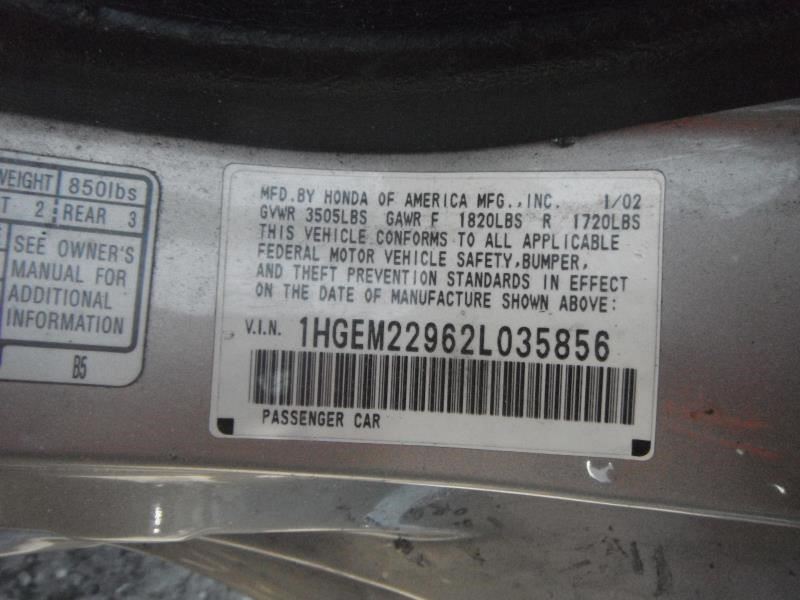 WEIGHT 850lbs
2 REAR 3
SEE OWNER'S
MANUAL FOR
ADDITIONAL
INFORMATION
B5
MFD.BY HONDA OF AMERICA MFG.,INC. 1/02
GVWR 3505LBS GAWR F 1820LBS R 1720LBS
THIS VEHICLE CONFORMS TO ALL APPLICABLE
FEDERAL MOTOR VEHICLE SAFETY,BUMPER,
AND THEFT PREVENTION STANDARDS IN EFFECT
ON THE DATE OF MANUFACTURE SHOWN ABOVE:
V.I.N. 1HGEM22962L035856
PASSENGER CAR